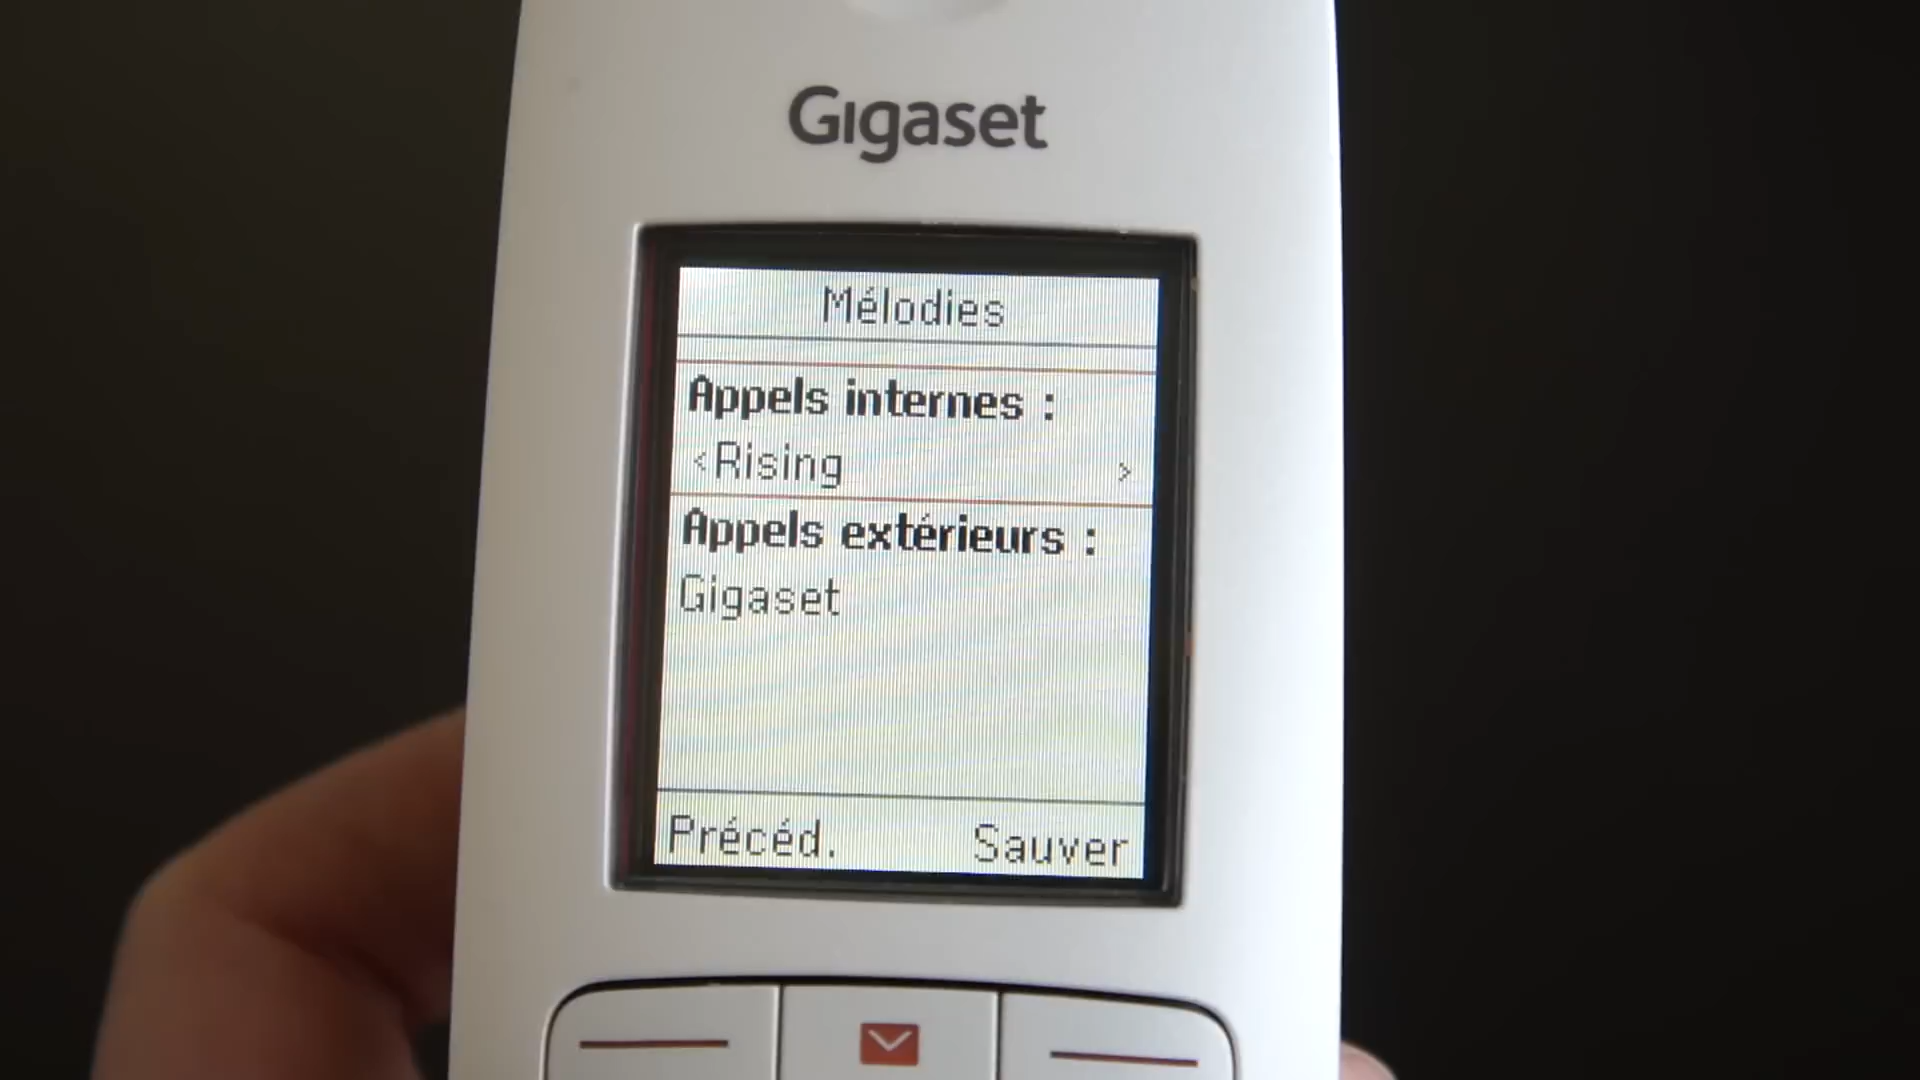 Gigaset
Mélodies
Appels internes :
<Rising >
Appels extérieurs :
Gigaset
Précéd. Sauver